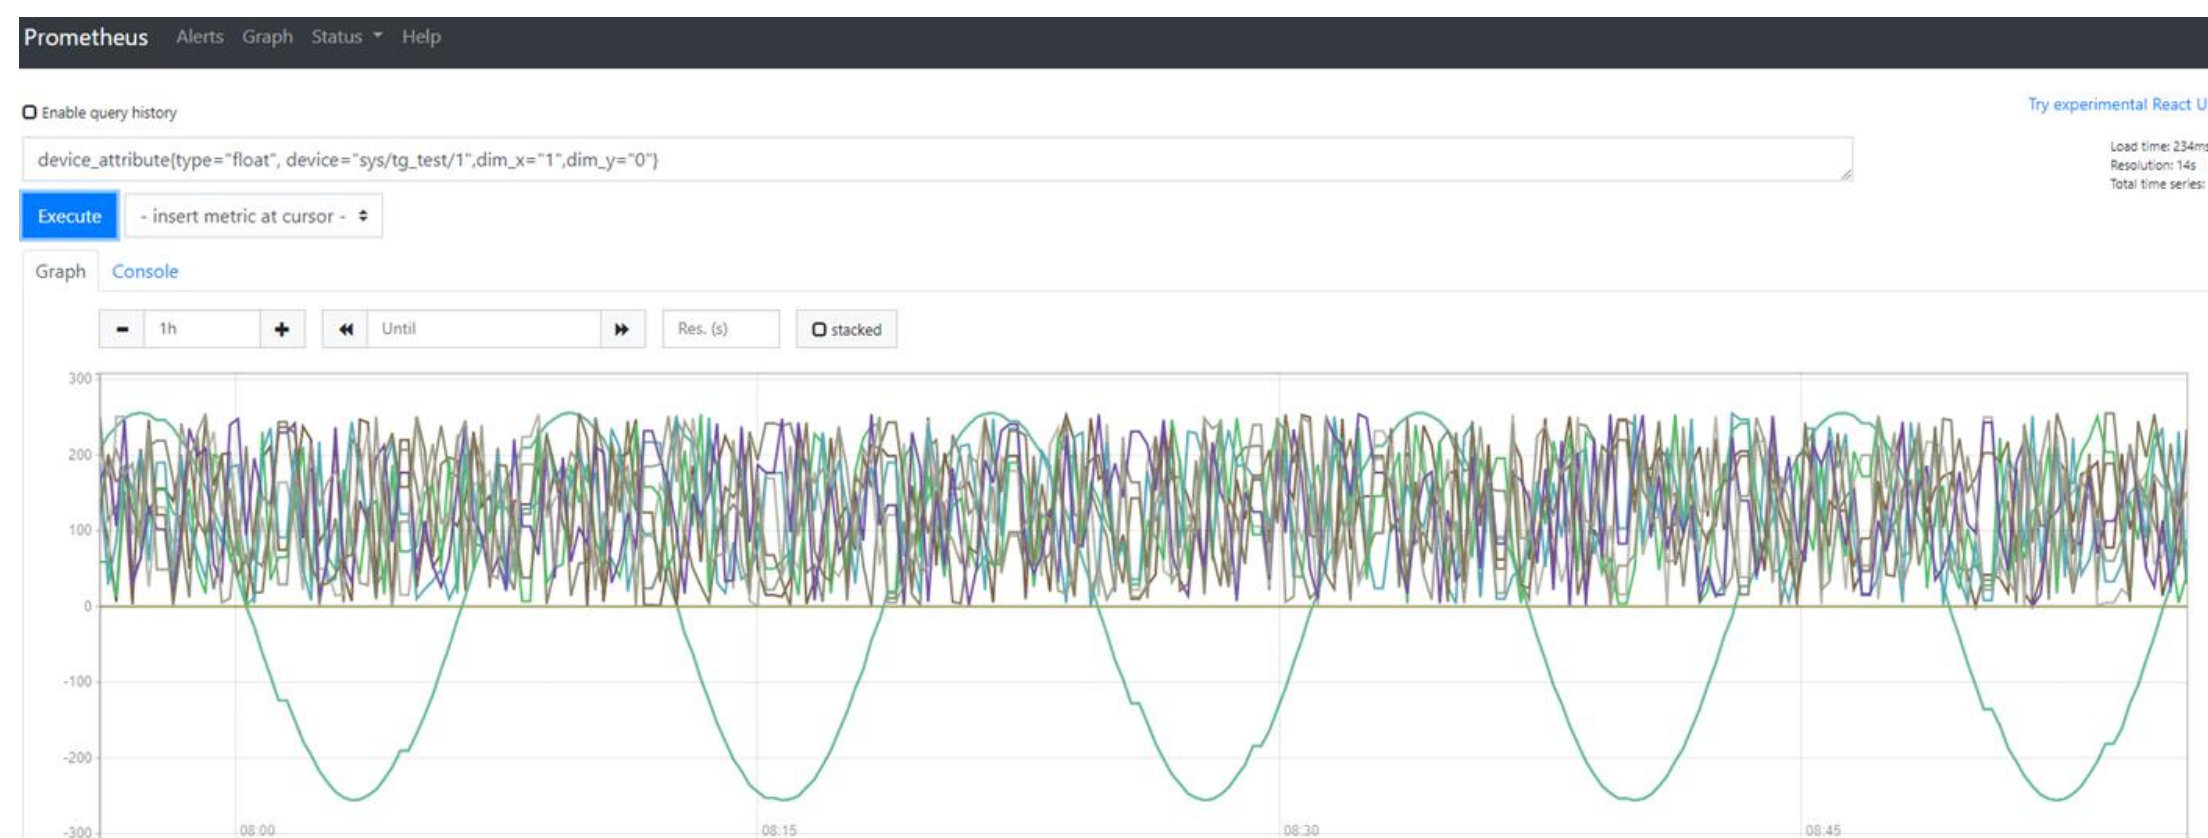 Prometheus Alerts Graph Status Help
Enable query history
Try experimental React U
device_attribute{type="float", device="sys/tg_test/1",dim_x="1",dim_y="0"}
Load time: 234ms
Resolution: 14s
Total time series:
Execute - insert metric at cursor -
Graph Console
1h Until Res. (s) stacked
300
200
100
0
-100
-200
-300
08:00 08:15 08:30 08:45